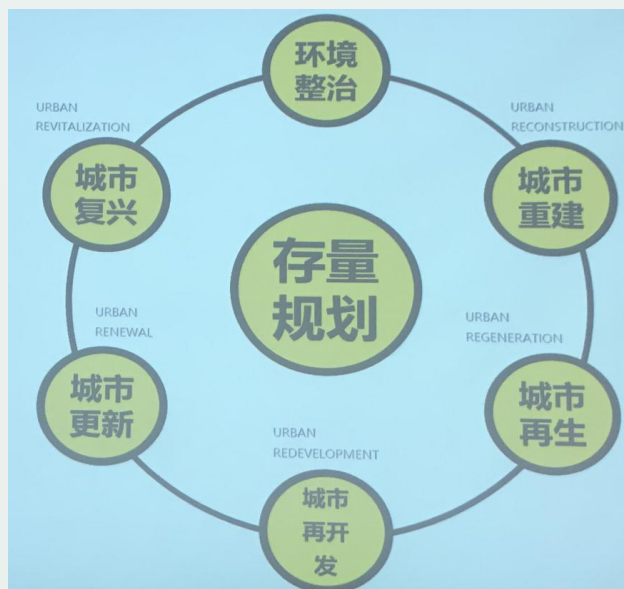 环境
整治
URBAN
REVITALIZATION
URBAN
RECONSTRUCTION
城市
复兴
城市
重建
存量
规划
URBAN
RENEWAL
URBAN
REGENERATION
城市
更新
城市
再生
URBAN
REDEVELOPMENT
城市
再开
发